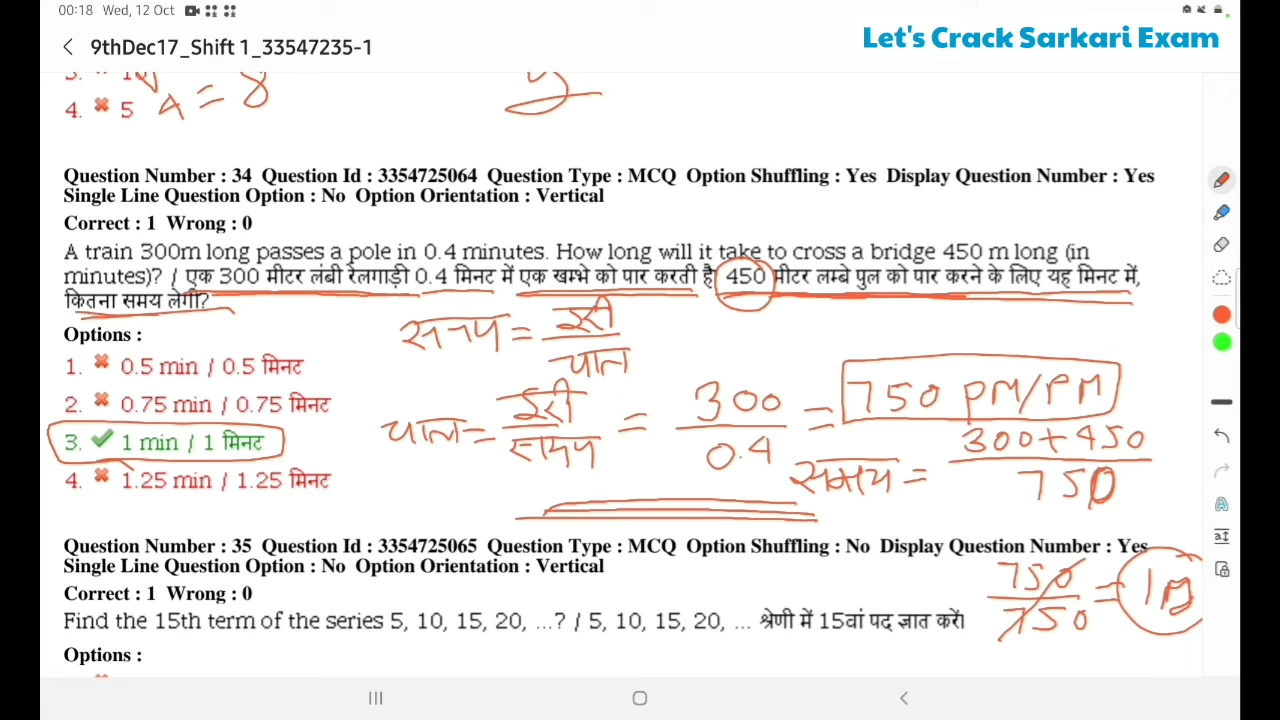 00:18 Wed, 12 Oct
9thDec17_Shift 1_33547235-1
Let's Crack Sarkari Exam
4. 5
= 8
Question Number : 34 Question Id : 3354725064 Question Type : MCQ Option Shuffling : Yes Display Question Number : Yes
Single Line Question Option : No Option Orientation : Vertical
Correct : 1 Wrong : 0
A train 300m long passes a pole in 0.4 minutes. How long will it take to cross a bridge 450 m long (in
minutes)? / एक 300 मीटर लंबी रेलगाड़ी 0.4 मिनट में एक खम्भे को पार करती है 450 मीटर लम्बे पुल को पार करने के लिए यह मिनट में,
कितना समय लेगी?
Options :
समय = दूरी / चाल
1. 0.5 min / 0.5 मिनट
2. 0.75 min / 0.75 मिनट
3. 1 min / 1 मिनट
4. 1.25 min / 1.25 मिनट
चाल = दूरी / समय = 300 / 0.4 = 750 PM/PM
समय = 300+450 / 750
Question Number : 35 Question Id : 3354725065 Question Type : MCQ Option Shuffling : No Display Question Number : Yes
Single Line Question Option : No Option Orientation : Vertical
750 / 750 = 1
Correct : 1 Wrong : 0
Find the 15th term of the series 5, 10, 15, 20, ...? / 5, 10, 15, 20, ... श्रेणी में 15वां पद ज्ञात करें।
Options :